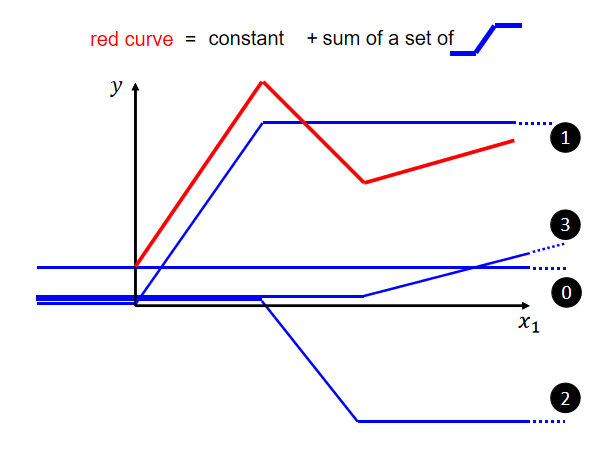 red curve = constant + sum of a set of
y
1
3
0
x₁
2